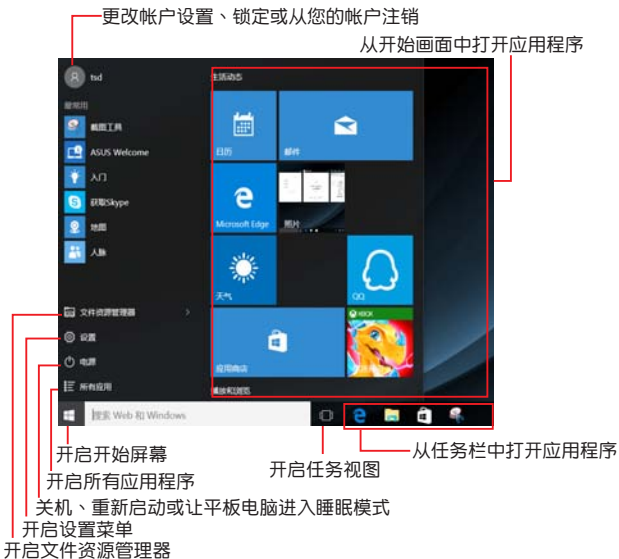 更改帐户设置、锁定或从您的帐户注销
从开始画面中打开应用程序
tsd
生活动态
最常用
截图工具
ASUS Welcome
入门
获取Skype
地图
人脉
日历
邮件
Microsoft Edge
照片
天气
QQ
应用商店
XBOX
播放和浏览
文件资源管理器
设置
电源
所有应用
搜索 Web 和 Windows
开启开始屏幕
开启所有应用程序
开启任务视图
从任务栏中打开应用程序
关机、重新启动或让平板电脑进入睡眠模式
开启设置菜单
开启文件资源管理器